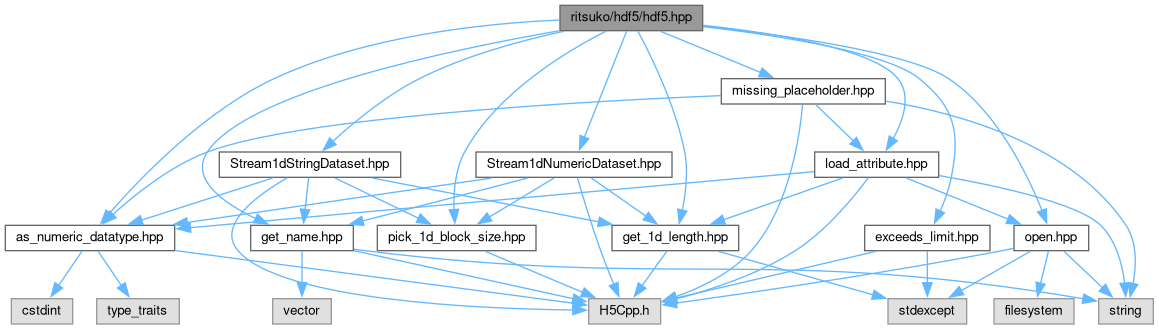 ritsuko/hdf5/hdf5.hpp
missing_placeholder.hpp
Stream1dStringDataset.hpp
Stream1dNumericDataset.hpp
load_attribute.hpp
as_numeric_datatype.hpp
get_name.hpp
pick_1d_block_size.hpp
get_1d_length.hpp
exceeds_limit.hpp
open.hpp
cstdint
type_traits
vector
H5Cpp.h
stdexcept
filesystem
string